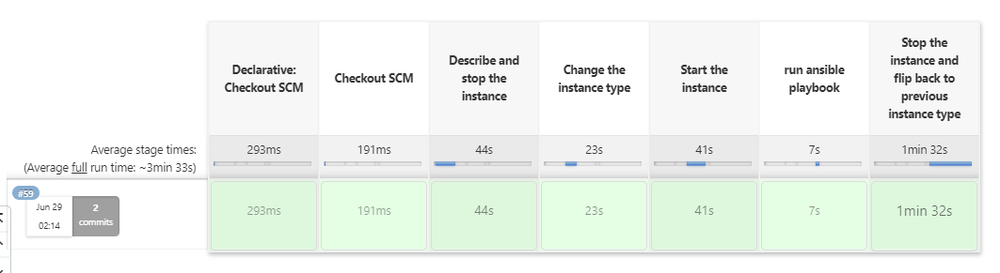 Declarative:
Checkout SCM
Checkout SCM
Describe and
stop the
instance
Change the
instance type
Start the
instance
run ansible
playbook
Stop the
instance and
flip back to
previous
instance type
Average stage times:
(Average full run time: ~3min 33s)
293ms
191ms
44s
23s
41s
7s
1min 32s
#59
Jun 29
02:14
2
commits
293ms
191ms
44s
23s
41s
7s
1min 32s